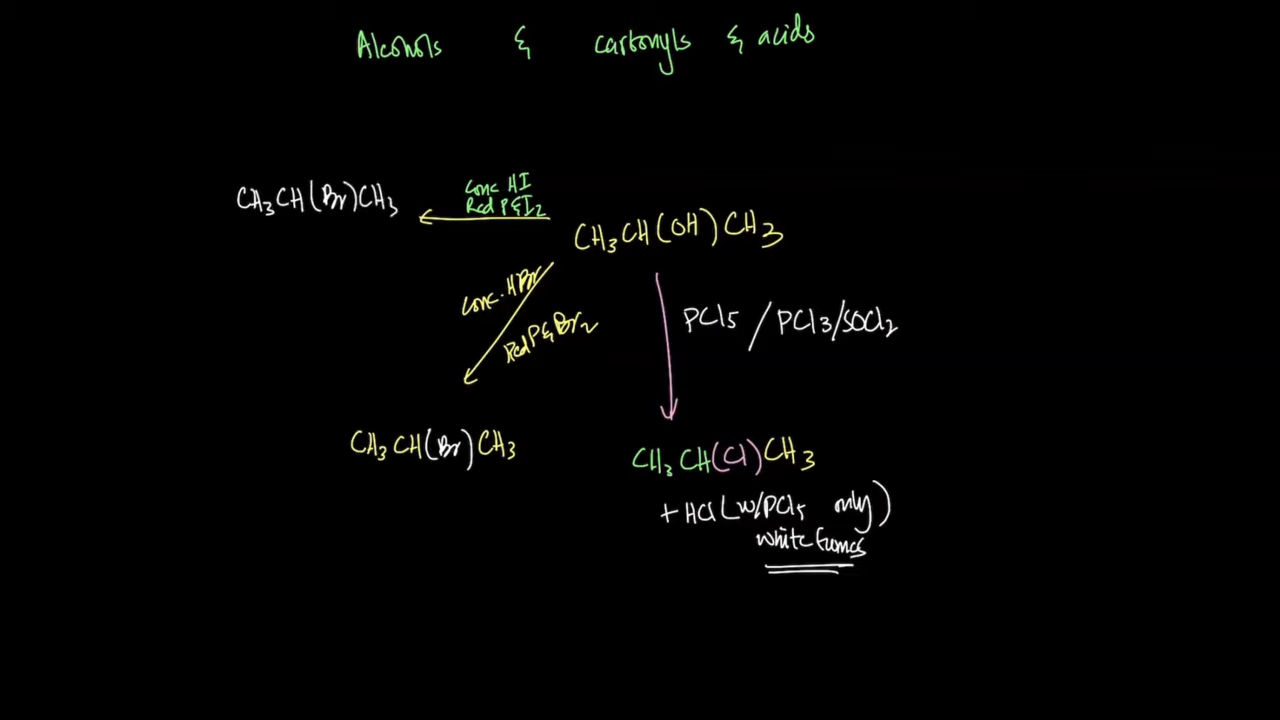 Alcohols & carbonyls & acids
CH3CH(Br)CH3
conc HI
Red P & I2
CH3CH(OH)CH3
conc. HBr
Red P & Br2
PCl5 / PCl3/SOCl2
CH3CH(Br)CH3
CH3CH(Cl)CH3
+ HCl (w/PCl5 only)
white fumes